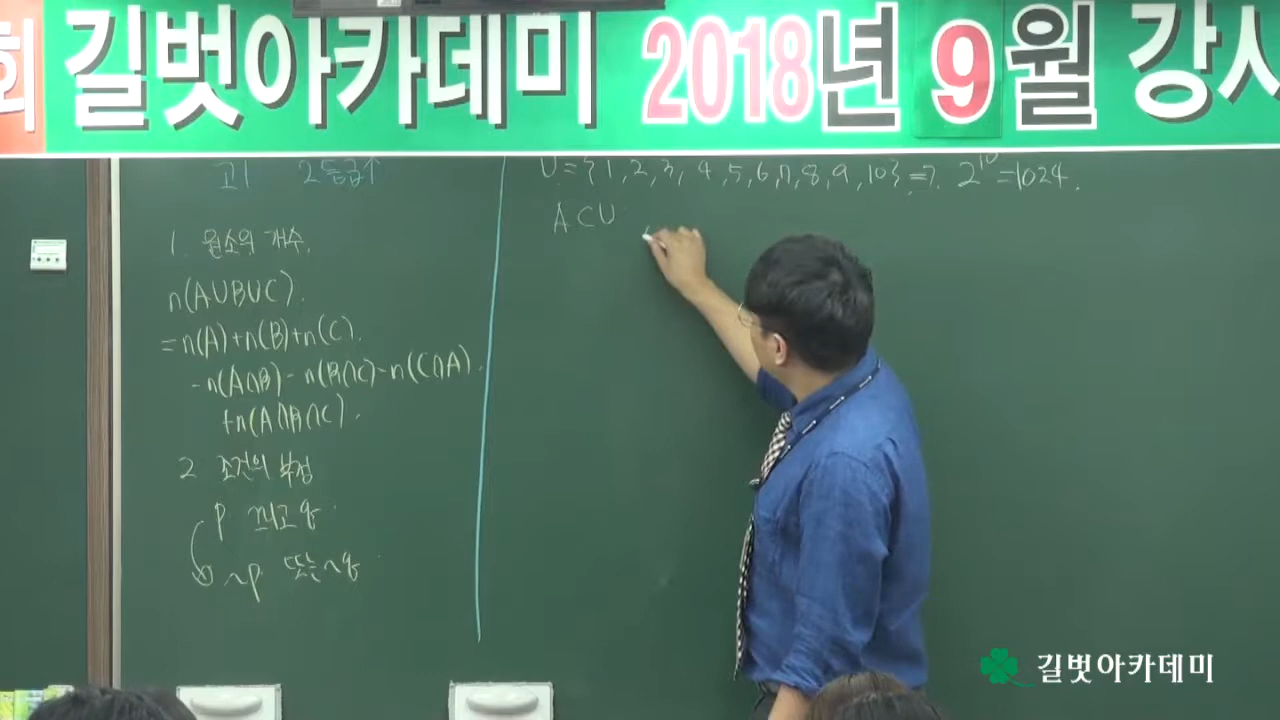 회 길벗아카데미 2018년 9월 강사
고1 2등급↑
1. 원소의 개수.
n(A∪B∪C).
=n(A)+n(B)+n(C).
-n(A∩B)-n(B∩C)-n(C∩A).
+n(A∩B∩C).
2 조건의 부정
p 이고 q.
~p 또는 ~q.
U={1,2,3,4,5,6,7,8,9,10} => 2¹⁰=1024.
A⊂U
길벗아카데미